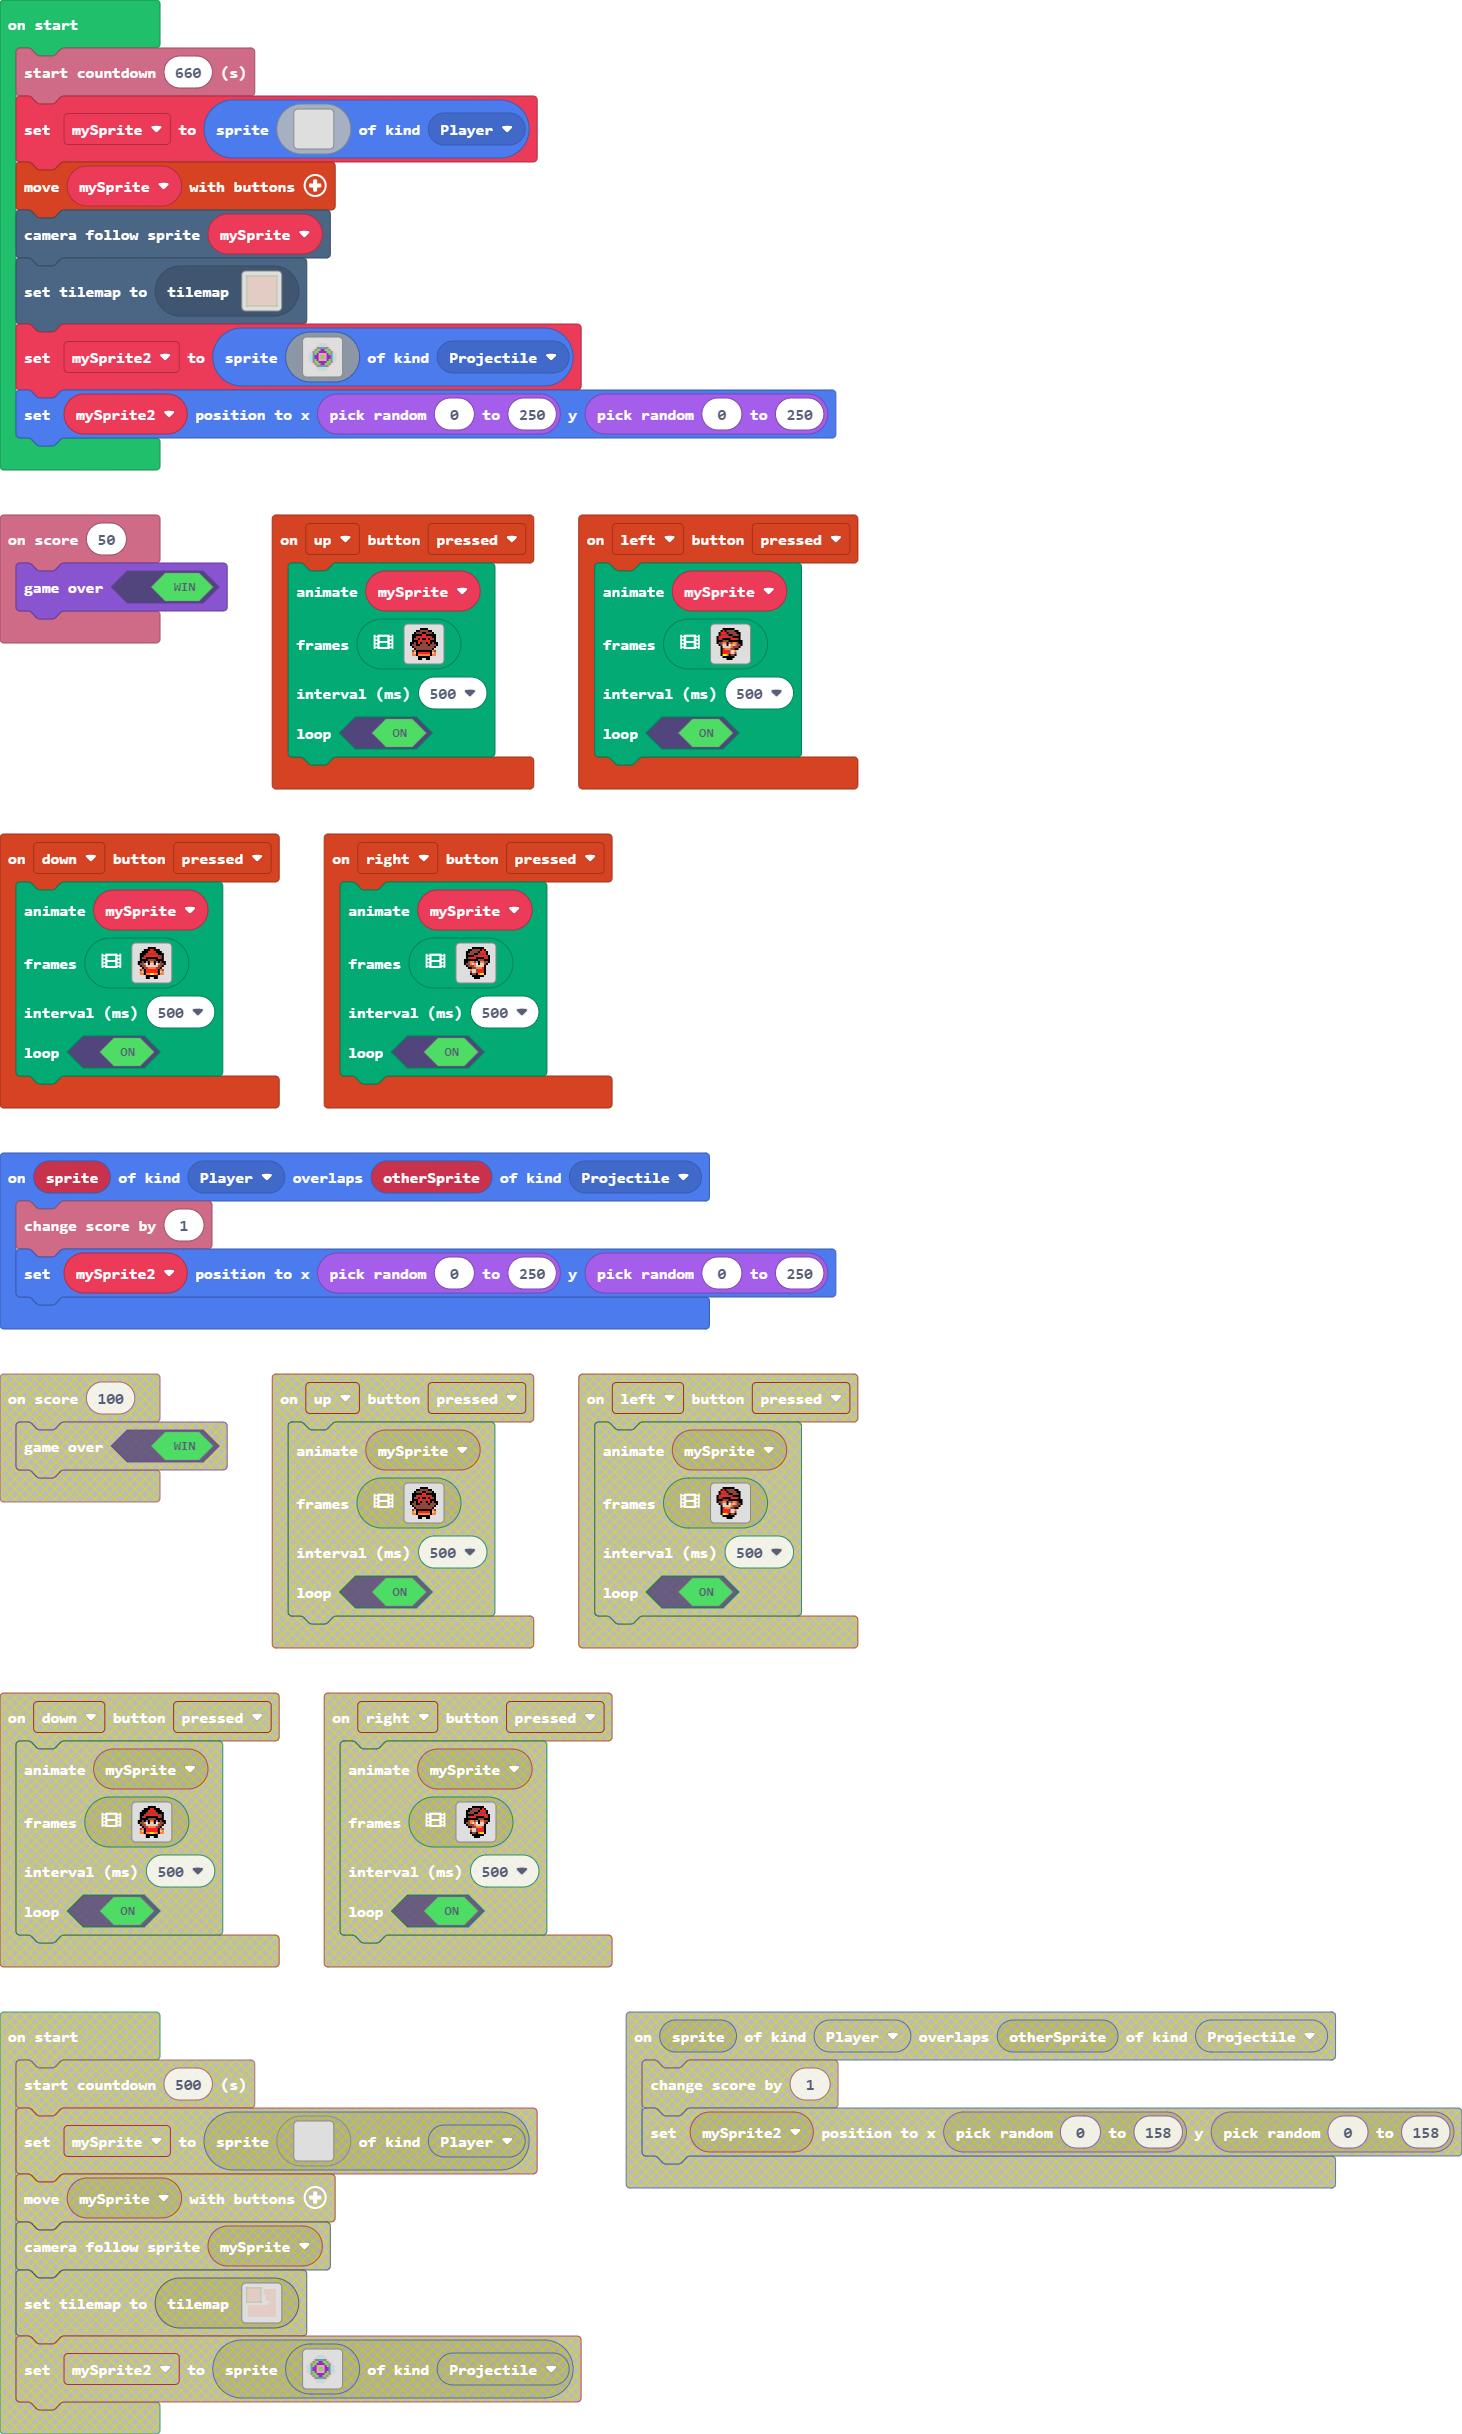 on start
start countdown 660 (s)
set mySprite to sprite of kind Player
move mySprite with buttons
camera follow sprite mySprite
set tilemap to tilemap
set mySprite2 to sprite of kind Projectile
set mySprite2 position to x pick random 0 to 250 y pick random 0 to 250
on score 50
game over WIN
on up button pressed
animate mySprite
frames
interval (ms) 500
loop ON
on left button pressed
animate mySprite
frames
interval (ms) 500
loop ON
on down button pressed
animate mySprite
frames
interval (ms) 500
loop ON
on right button pressed
animate mySprite
frames
interval (ms) 500
loop ON
on sprite of kind Player overlaps otherSprite of kind Projectile
change score by 1
set mySprite2 position to x pick random 0 to 250 y pick random 0 to 250
on score 100
game over WIN
on up button pressed
animate mySprite
frames
interval (ms) 500
loop ON
on left button pressed
animate mySprite
frames
interval (ms) 500
loop ON
on down button pressed
animate mySprite
frames
interval (ms) 500
loop ON
on right button pressed
animate mySprite
frames
interval (ms) 500
loop ON
on start
start countdown 500 (s)
set mySprite to sprite of kind Player
move mySprite with buttons
camera follow sprite mySprite
set tilemap to tilemap
set mySprite2 to sprite of kind Projectile
on sprite of kind Player overlaps otherSprite of kind Projectile
change score by 1
set mySprite2 position to x pick random 0 to 158 y pick random 0 to 158